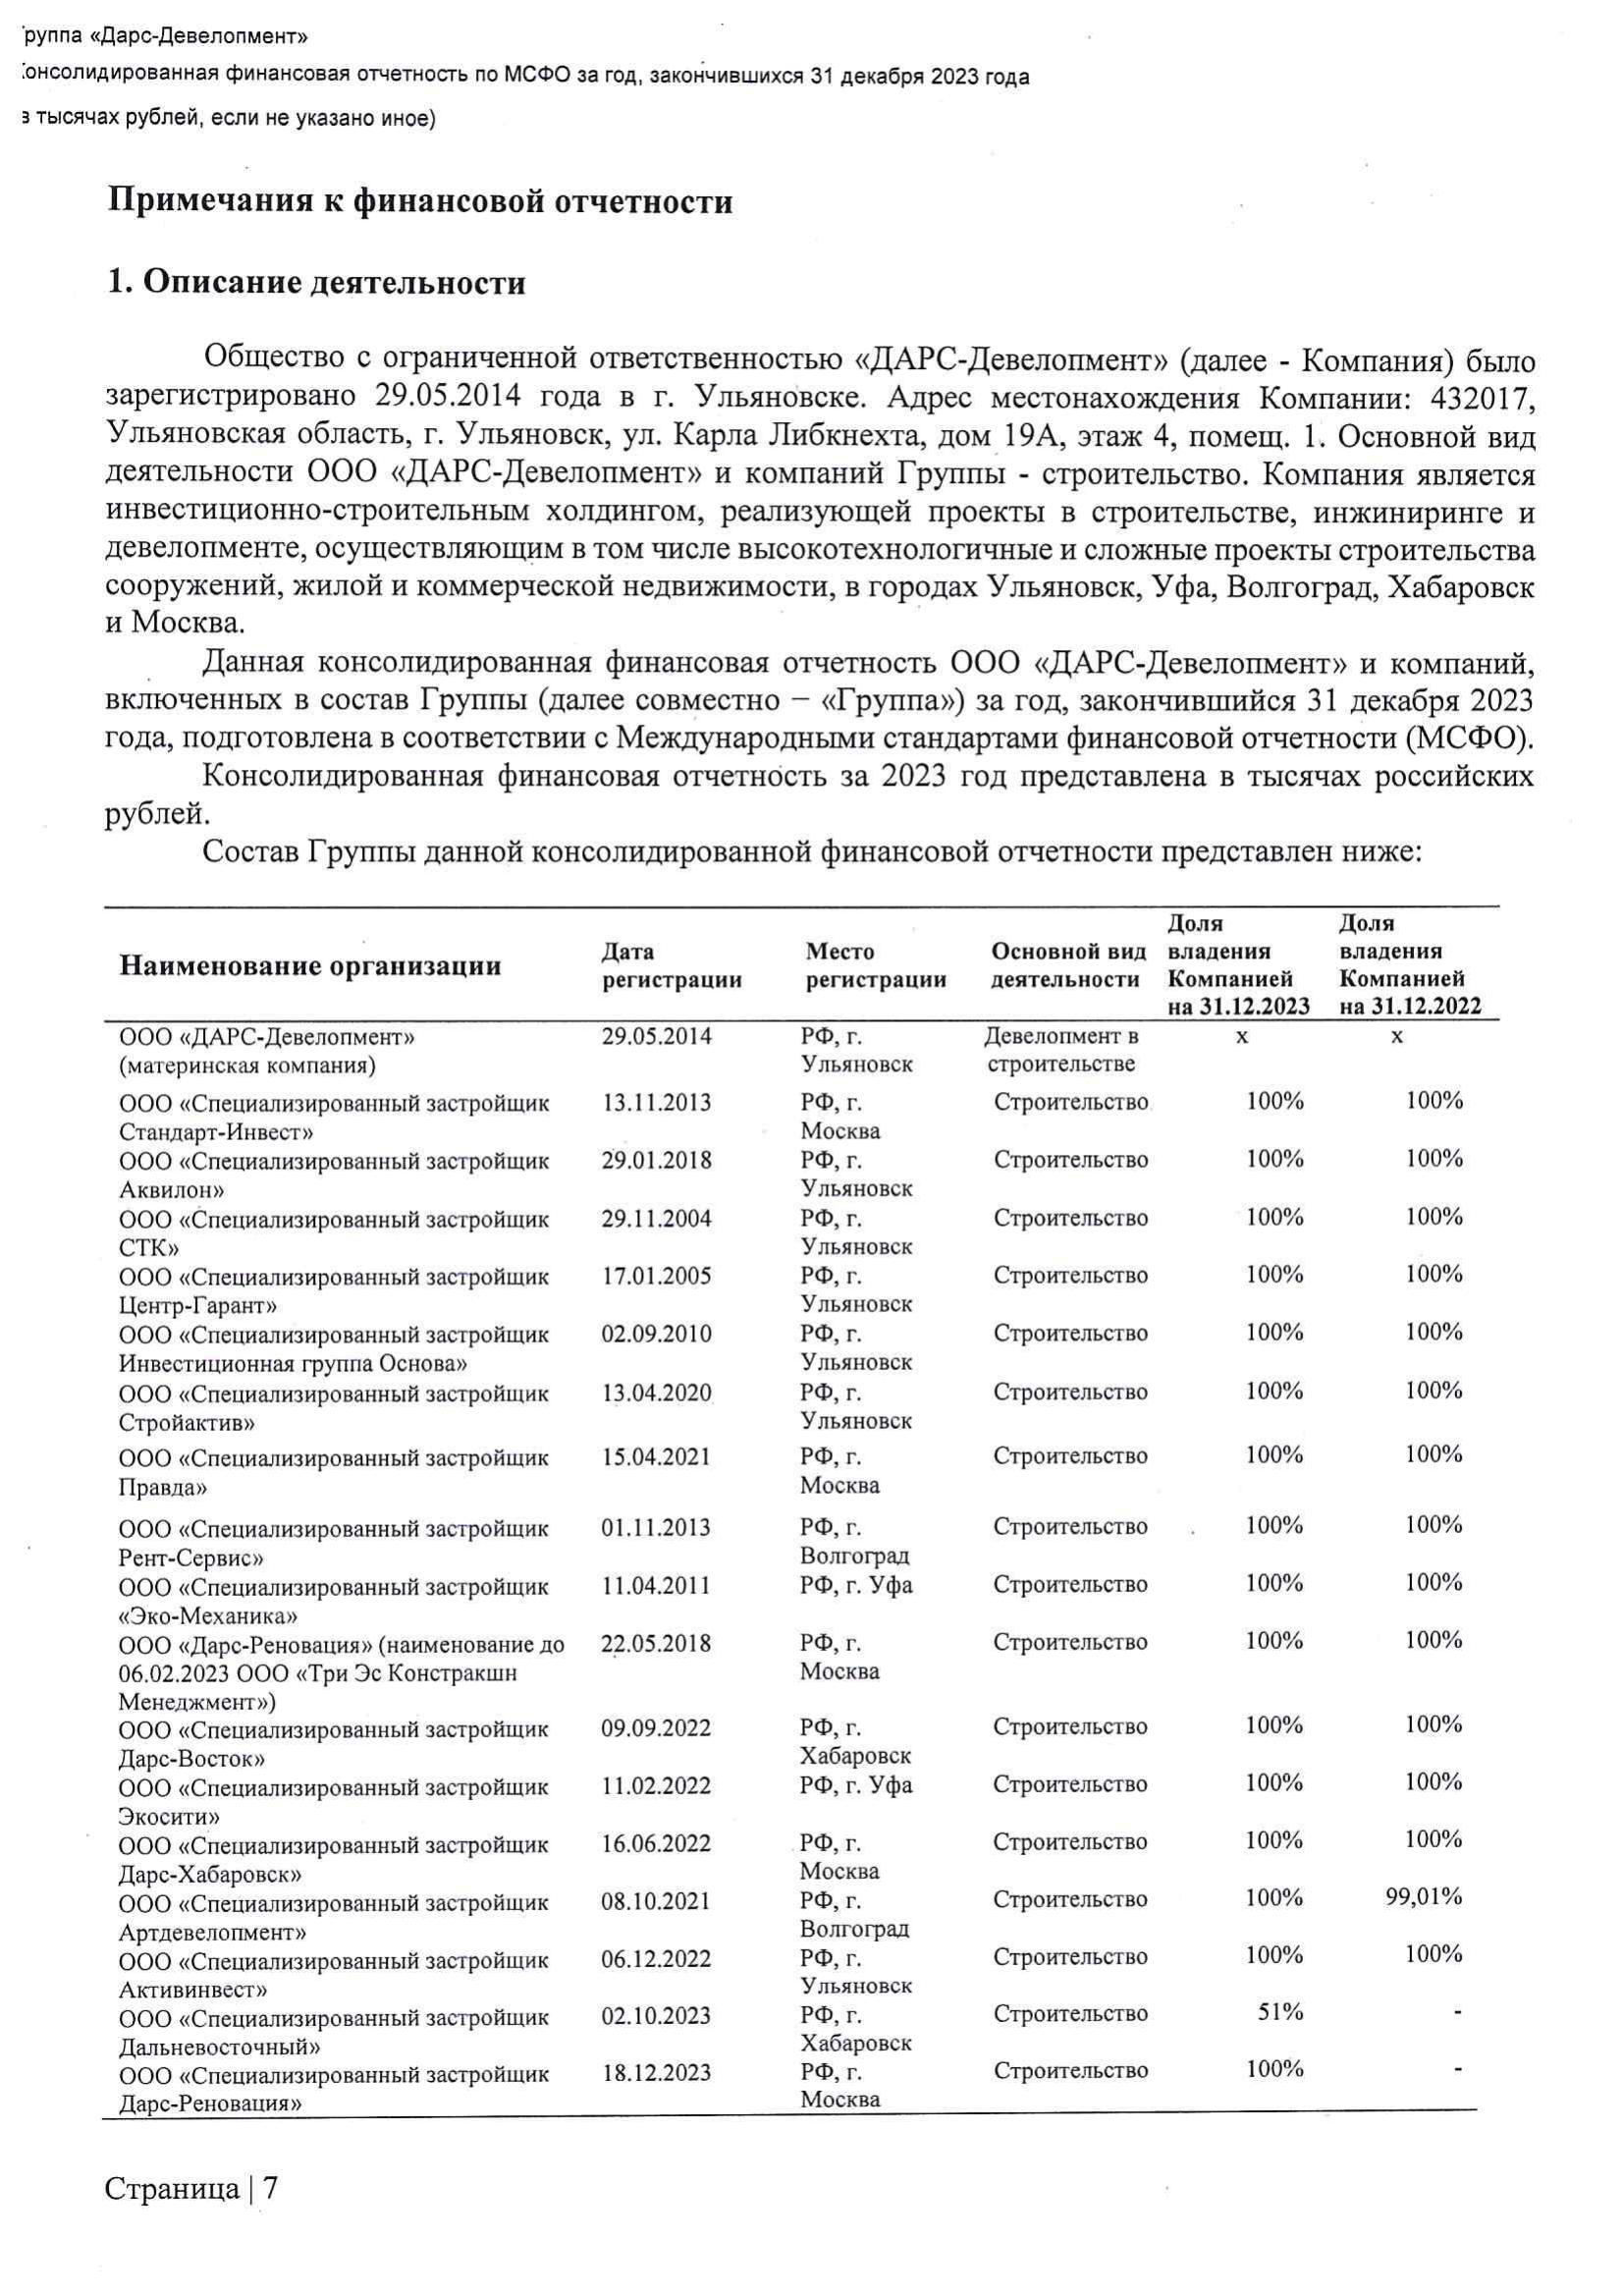 руппа «Дарс-Девелопмент»
онсолидированная финансовая отчетность по МСФО за год, закончившихся 31 декабря 2023 года
в тысячах рублей, если не указано иное)
Примечания к финансовой отчетности
1. Описание деятельности
Общество с ограниченной ответственностью «ДАРС-Девелопмент» (далее - Компания) было
зарегистрировано 29.05.2014 года в г. Ульяновске. Адрес местонахождения Компании: 432017,
Ульяновская область, г. Ульяновск, ул. Карла Либкнехта, дом 19А, этаж 4, помещ. 1. Основной вид
деятельности ООО «ДАРС-Девелопмент» и компаний Группы - строительство. Компания является
инвестиционно-строительным холдингом, реализующей проекты в строительстве, инжиниринге и
девелопменте, осуществляющим в том числе высокотехнологичные и сложные проекты строительства
сооружений, жилой и коммерческой недвижимости, в городах Ульяновск, Уфа, Волгоград, Хабаровск
и Москва.
Данная консолидированная финансовая отчетность ООО «ДАРС-Девелопмент» и компаний,
включенных в состав Группы (далее совместно – «Группа») за год, закончившийся 31 декабря 2023
года, подготовлена в соответствии с Международными стандартами финансовой отчетности (МСФО).
Консолидированная финансовая отчетность за 2023 год представлена в тысячах российских
рублей.
Состав Группы данной консолидированной финансовой отчетности представлен ниже:
Доля Доля
Дата Место Основной вид владения владения
Наименование организации
регистрации регистрации деятельности Компанией Компанией
на 31.12.2023 на 31.12.2022
ООО «ДАРС-Девелопмент» 29.05.2014 РФ, г. Девелопмент в х х
(материнская компания) Ульяновск строительстве
ООО «Специализированный застройщик 13.11.2013 РФ, г. Строительство 100% 100%
Стандарт-Инвест» Москва
ООО «Специализированный застройщик 29.01.2018 РФ, г. Строительство 100% 100%
Аквилон» Ульяновск
ООО «Специализированный застройщик 29.11.2004 РФ, г. Строительство 100% 100%
СТК» Ульяновск
ООО «Специализированный застройщик 17.01.2005 РФ, г. Строительство 100% 100%
Центр-Гарант» Ульяновск
ООО «Специализированный застройщик 02.09.2010 РФ, г. Строительство 100% 100%
Инвестиционная группа Основа» Ульяновск
ООО «Специализированный застройщик 13.04.2020 РФ, г. Строительство 100% 100%
Стройактив» Ульяновск
ООО «Специализированный застройщик 15.04.2021 РФ, г. Строительство 100% 100%
Правда» Москва
ООО «Специализированный застройщик 01.11.2013 РФ, г. Строительство 100% 100%
Рент-Сервис» Волгоград
ООО «Специализированный застройщик 11.04.2011 РФ, г. Уфа Строительство 100% 100%
«Эко-Механика»
ООО «Дарс-Реновация» (наименование до 22.05.2018 РФ, г. Строительство 100% 100%
06.02.2023 ООО «Три Эс Констракшн Москва
Менеджмент»)
ООО «Специализированный застройщик 09.09.2022 РФ, г. Строительство 100% 100%
Дарс-Восток» Хабаровск
ООО «Специализированный застройщик 11.02.2022 РФ, г. Уфа Строительство 100% 100%
Экосити»
ООО «Специализированный застройщик 16.06.2022 РФ, г. Строительство 100% 100%
Дарс-Хабаровск» Москва
ООО «Специализированный застройщик 08.10.2021 РФ, г. Строительство 100% 99,01%
Артдевелопмент» Волгоград
ООО «Специализированный застройщик 06.12.2022 РФ, г. Строительство 100% 100%
Активинвест» Ульяновск
ООО «Специализированный застройщик 02.10.2023 РФ, г. Строительство 51% -
Дальневосточный» Хабаровск
ООО «Специализированный застройщик 18.12.2023 РФ, г. Строительство 100% -
Дарс-Реновация» Москва
Страница | 7